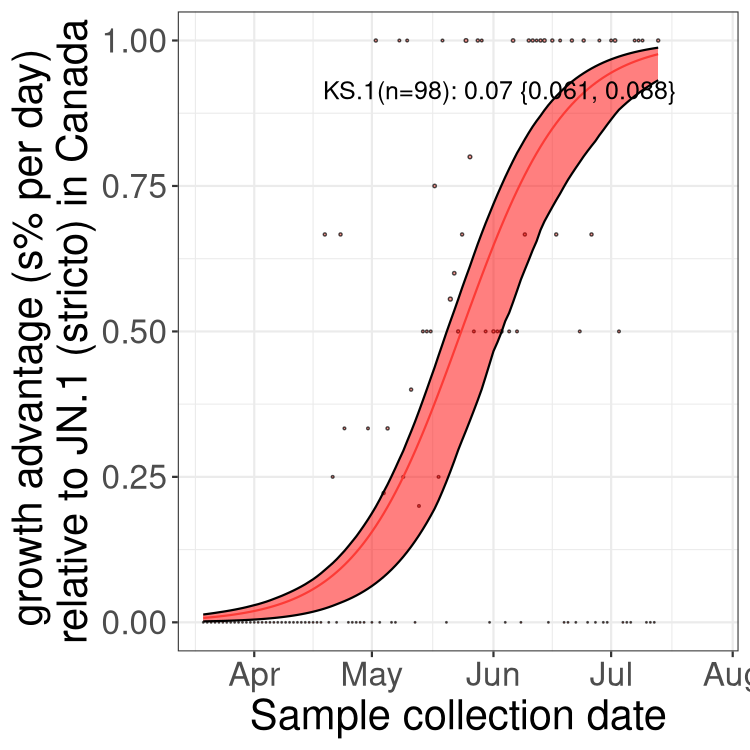 growth advantage (s% per day)
relative to JN.1 (stricto) in Canada
1.00
0.75
0.50
0.25
0.00
KS.1(n=98): 0.07 {0.061, 0.088}
Apr May Jun Jul Aug
Sample collection date